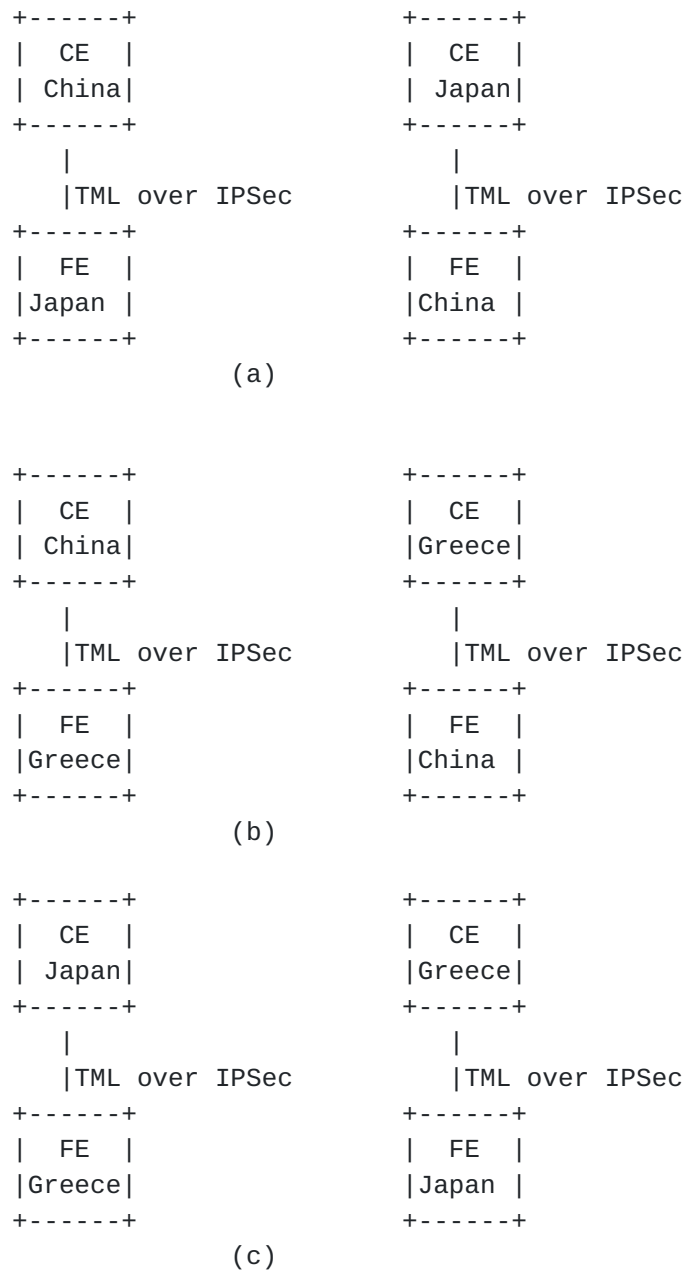 +------+                     +------+
|  CE  |                     |  CE  |
| China|                     | Japan|
+------+                     +------+
   |                            |
   |TML over IPSec              |TML over IPSec
+------+                     +------+
|  FE  |                     |  FE  |
|Japan |                     |China |
+------+                     +------+
                (a)
+------+                     +------+
|  CE  |                     |  CE  |
| China|                     |Greece|
+------+                     +------+
   |                            |
   |TML over IPSec              |TML over IPSec
+------+                     +------+
|  FE  |                     |  FE  |
|Greece|                     |China |
+------+                     +------+
                (b)
+------+                     +------+
|  CE  |                     |  CE  |
| Japan|                     |Greece|
+------+                     +------+
   |                            |
   |TML over IPSec              |TML over IPSec
+------+                     +------+
|  FE  |                     |  FE  |
|Greece|                     |Japan |
+------+                     +------+
                (c)